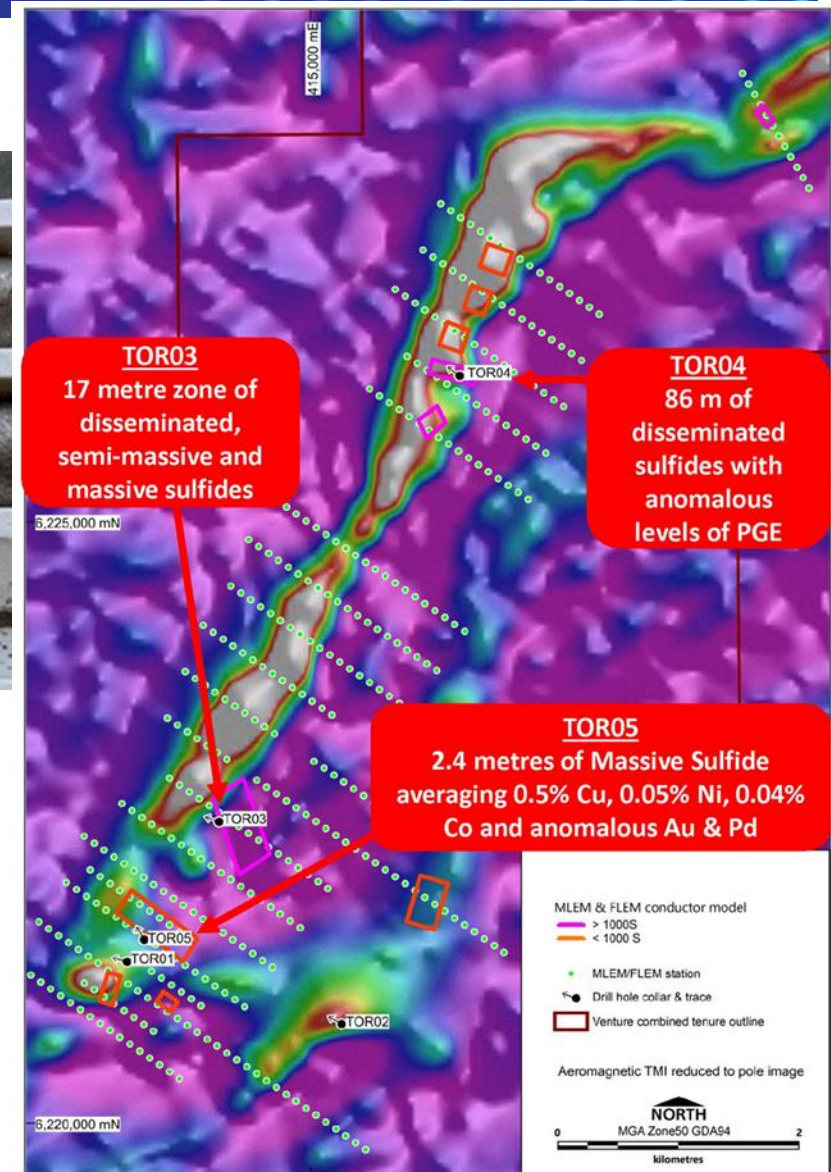 415,000 mE
TOR03
17 metre zone of
disseminated,
semi-massive and
massive sulfides
TOR04
TOR04
86 m of
disseminated
sulfides with
anomalous
levels of PGE
6,225,000 mN
TOR05
2.4 metres of Massive Sulfide
averaging 0.5% Cu, 0.05% Ni, 0.04%
Co and anomalous Au & Pd
TOR03
TOR05
TOR01
TOR02
6,220,000 mN
MLEM & FLEM conductor model
> 1000S
< 1000 S
MLEM/FLEM station
Drill hole collar & trace
Venture combined tenure outline
Aeromagnetic TMI reduced to pole image
NORTH
MGA Zone50 GDA94
0 2
kilometres